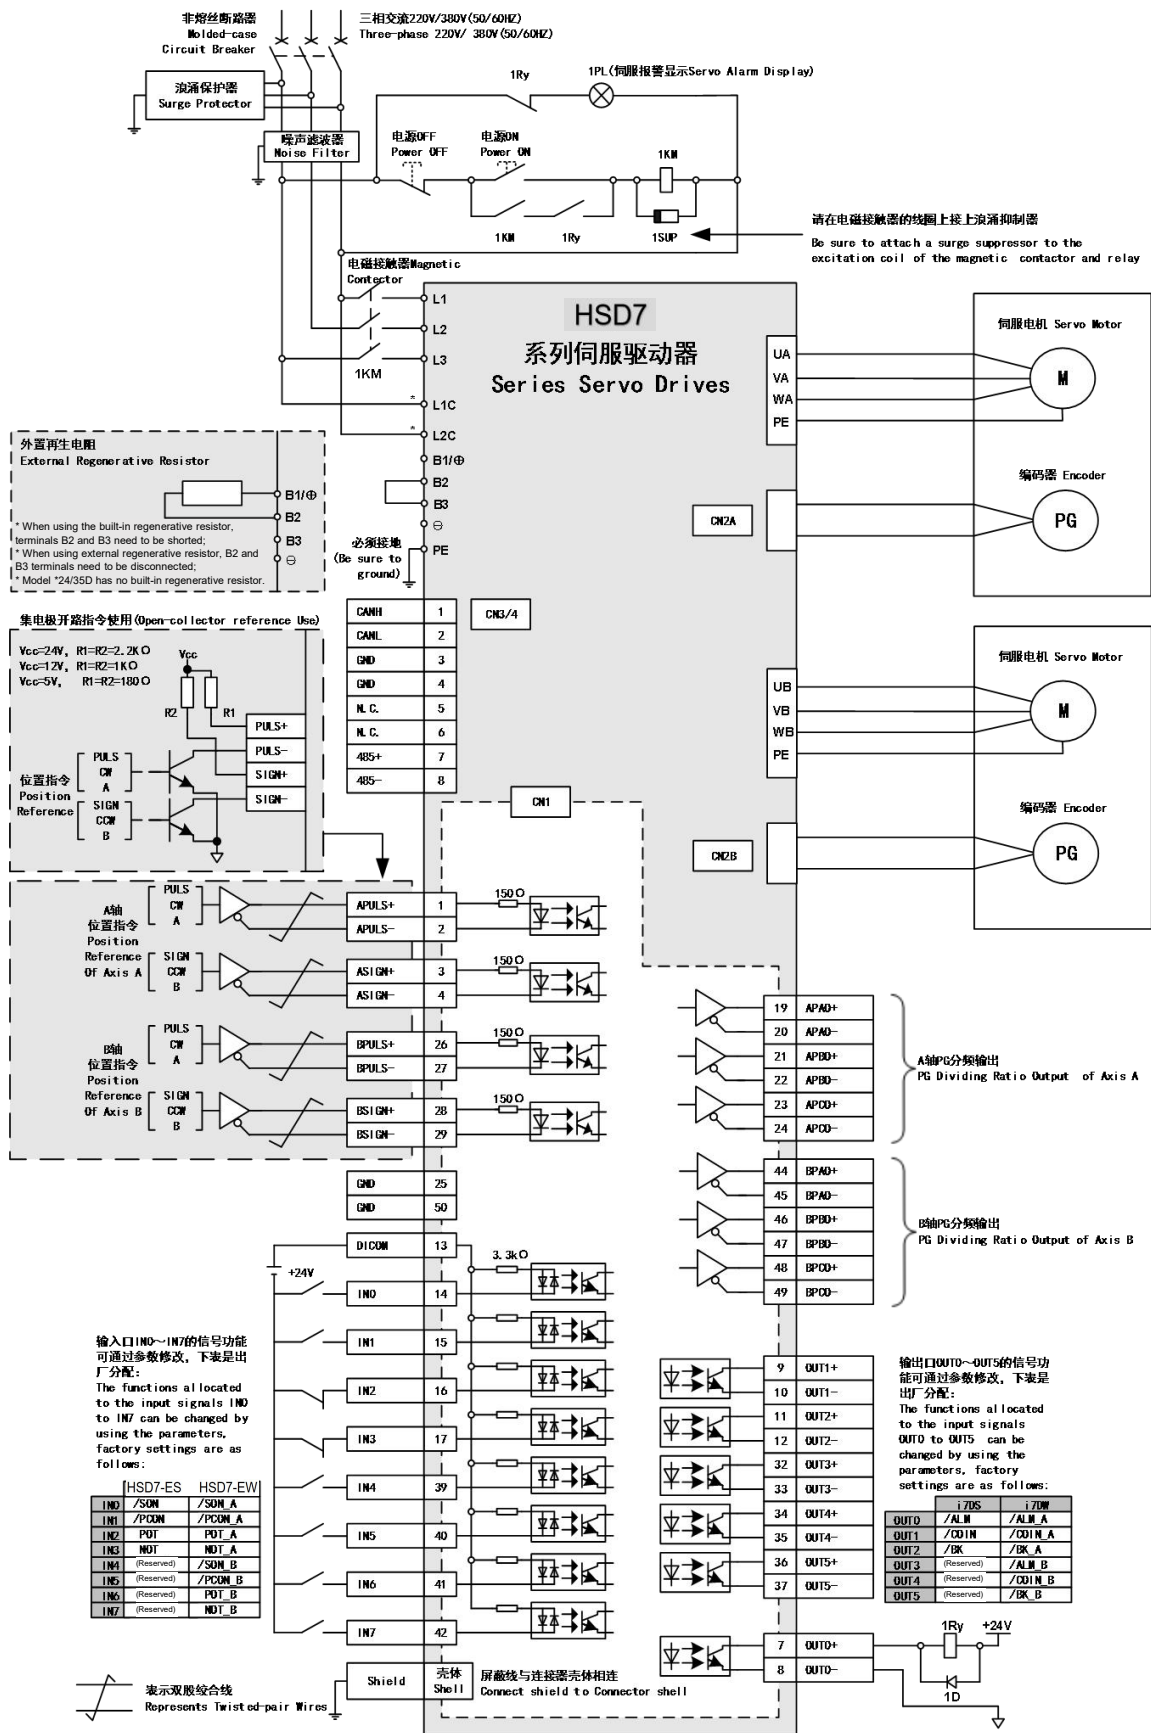 非熔丝断路器
Molded-case
Circuit Breaker
三相交流220V/380V(50/60HZ)
Three-phase 220V/ 380V(50/60HZ)
浪涌保护器
Surge Protector
噪声滤波器
Noise Filter
1Ry
1PL(伺服报警显示Servo Alarm Display)
电源OFF
Power OFF
电源ON
Power ON
1KM
1KM
1Ry
1SUP
请在电磁接触器的线圈上接上浪涌抑制器
Be sure to attach a surge suppressor to the
excitation coil of the magnetic contactor and relay
电磁接触器Magnetic
Contector
1KM
L1
L2
L3
* L1C
* L2C
B1/⊕
B2
B3
⊖
PE
必须接地
(Be sure to
ground)
HSD7
系列伺服驱动器
Series Servo Drives
UA
VA
WA
PE
伺服电机 Servo Motor
M
编码器 Encoder
PG
CN2A
外置再生电阻
External Regenerative Resistor
B1/⊕
B2
B3
⊖
* When using the built-in regenerative resistor,
terminals B2 and B3 need to be shorted;
* When using external regenerative resistor, B2 and
B3 terminals need to be disconnected;
* Model *24/35D has no built-in regenerative resistor.
CANH 1
CANL 2
GND 3
GND 4
N.C. 5
N.C. 6
485+ 7
485- 8
CN3/4
UB
VB
WB
PE
伺服电机 Servo Motor
M
编码器 Encoder
PG
CN2B
CN1
集电极开路指令使用(Open-collector reference Use)
Vcc=24V, R1=R2=2.2KΩ
Vcc=12V, R1=R2=1KΩ
Vcc=5V, R1=R2=180Ω
Vcc
R2
R1
PULS+
PULS-
SIGN+
SIGN-
位置指令
Position
Reference
PULS
CW
A
SIGN
CCW
B
A轴
位置指令
Position
Reference
Of Axis A
PULS
CW
A
SIGN
CCW
B
APULS+ 1
APULS- 2
ASIGN+ 3
ASIGN- 4
150Ω
150Ω
B轴
位置指令
Position
Reference
Of Axis B
PULS
CW
A
SIGN
CCW
B
BPULS+ 26
BPULS- 27
BSIGN+ 28
BSIGN- 29
150Ω
150Ω
GND 25
GND 50
DICOM 13
+24V
3.3kΩ
IN0 14
IN1 15
IN2 16
IN3 17
IN4 39
IN5 40
IN6 41
IN7 42
Shield
壳体
Shell
屏蔽线与连接器壳体相连
Connect shield to Connector shell
19 APAO+
20 APAO-
21 APBO+
22 APBO-
23 APCO+
24 APCO-
A轴PG分频输出
PG Dividing Ratio Output of Axis A
44 BPAO+
45 BPAO-
46 BPBO+
47 BPBO-
48 BPCO+
49 BPCO-
B轴PG分频输出
PG Dividing Ratio Output of Axis B
9 OUT1+
10 OUT1-
11 OUT2+
12 OUT2-
32 OUT3+
33 OUT3-
34 OUT4+
35 OUT4-
36 OUT5+
37 OUT5-
7 OUT0+
8 OUT0-
1Ry
+24V
1D
输入口IN0～IN7的信号功能
可通过参数修改，下表是出
厂分配：
The functions allocated
to the input signals IN0
to IN7 can be changed by
using the parameters,
factory settings are as
follows:
HSD7-ES HSD7-EW
IN0 /SON /SON_A
IN1 /PCON /PCON_A
IN2 POT POT_A
IN3 NOT NOT_A
IN4 (Reserved) /SON_B
IN5 (Reserved) /PCON_B
IN6 (Reserved) POT_B
IN7 (Reserved) NOT_B
输出口OUT0～OUT5的信号功
能可通过参数修改，下表是
出厂分配：
The functions allocated
to the input signals
OUT0 to OUT5 can be
changed by using the
parameters, factory
settings are as follows:
i7DS i7DW
OUT0 /ALM /ALM_A
OUT1 /COIN /COIN_A
OUT2 /BK /BK_A
OUT3 (Reserved) /ALM_B
OUT4 (Reserved) /COIN_B
OUT5 (Reserved) /BK_B
表示双股绞合线
Represents Twisted-pair Wires